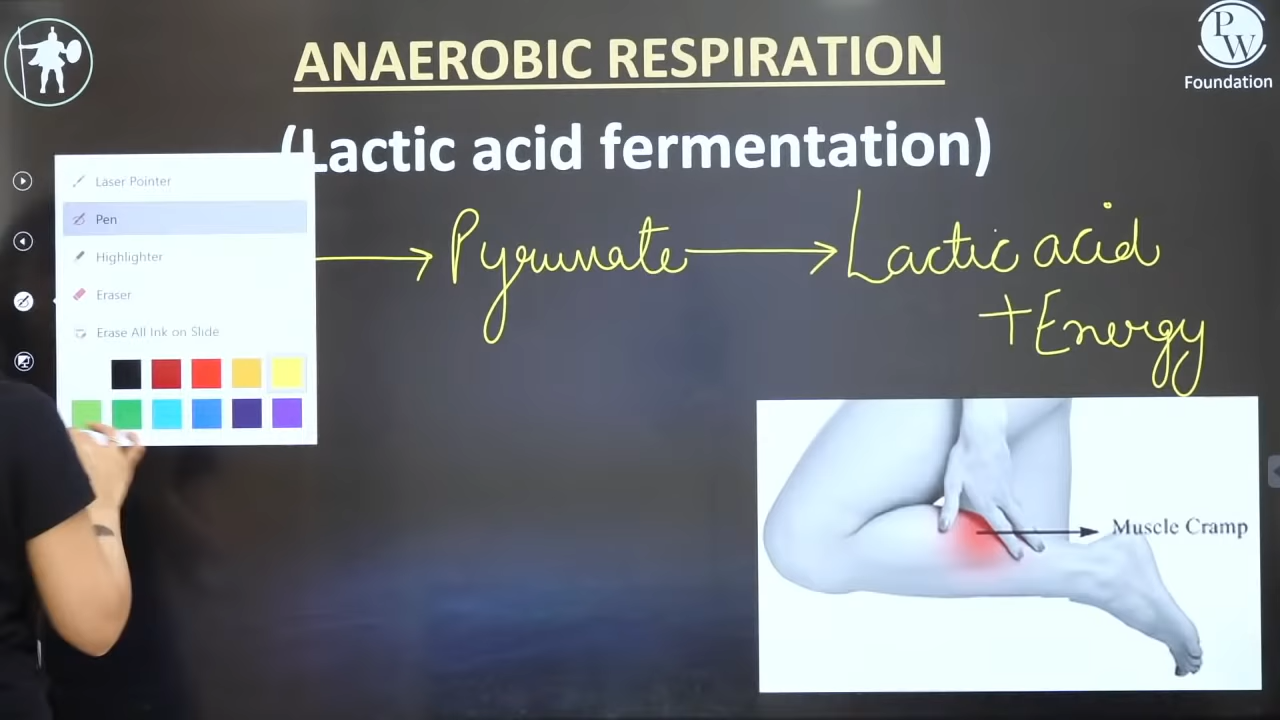 ANAEROBIC RESPIRATION
PW
Foundation
(Lactic acid fermentation)
Laser Pointer
Pen
Highlighter
Eraser
Erase All Ink on Slide
→ Pyruvate → Lactic acid
+ Energy
Muscle Cramp